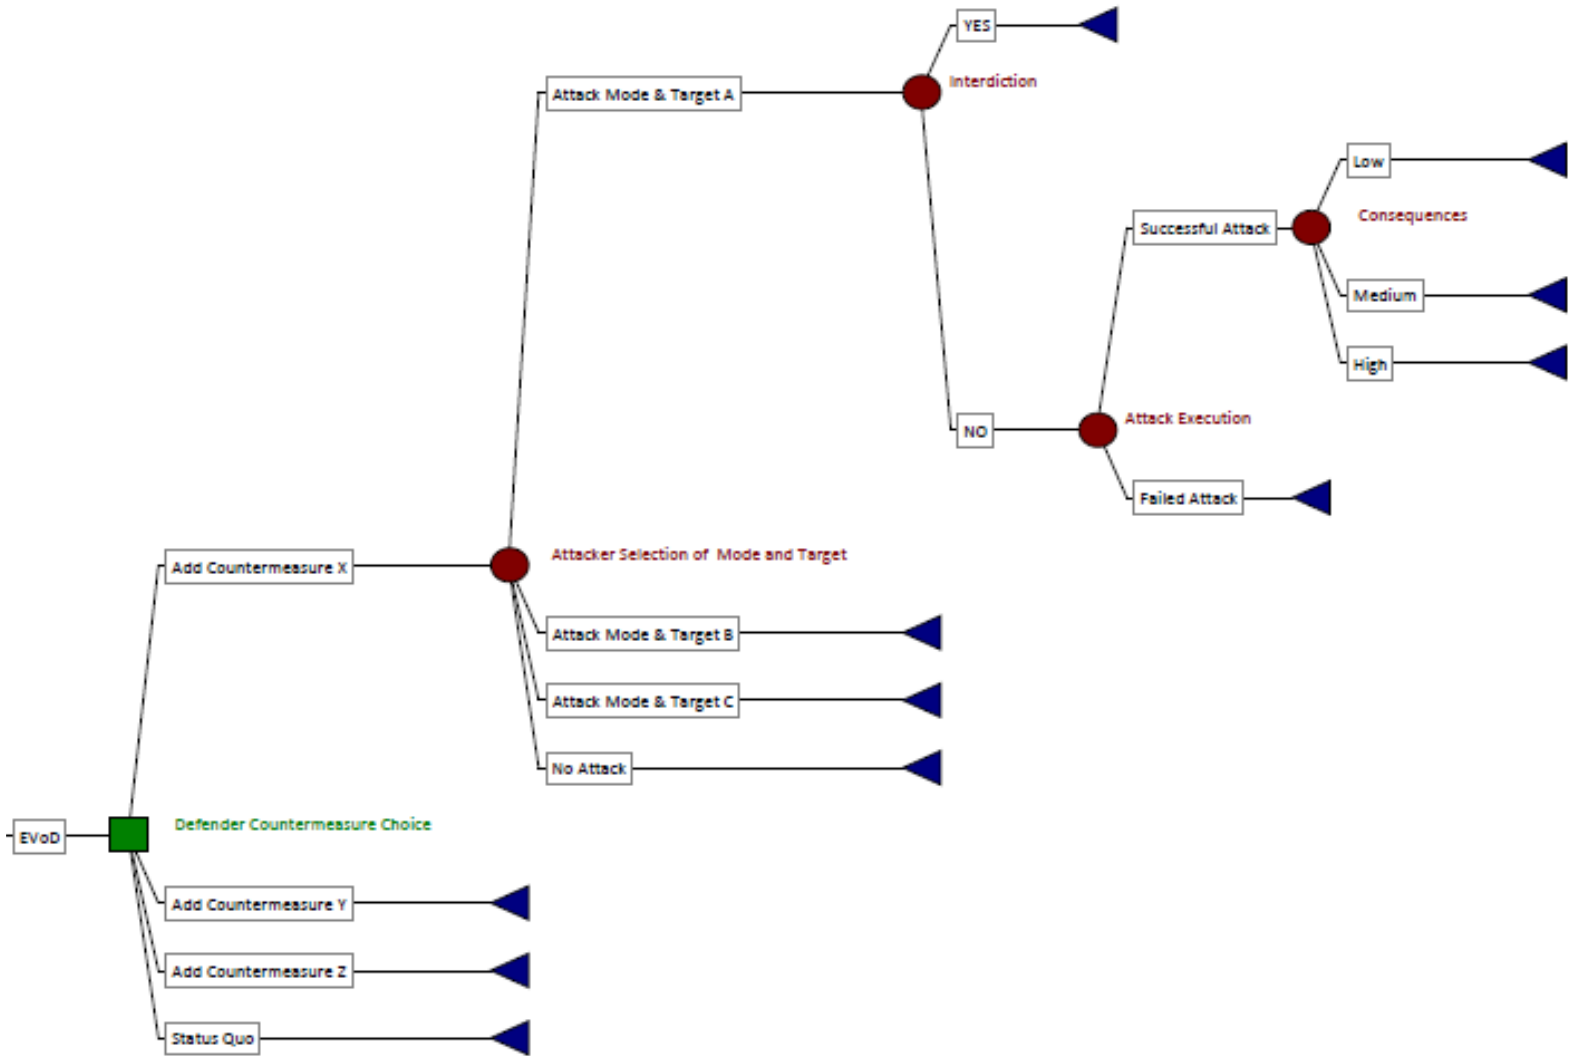 YES
Interdiction
Attack Mode & Target A
Low
Consequences
Successful Attack
Medium
High
Attack Execution
NO
Failed Attack
Attacker Selection of Mode and Target
Add Countermeasure X
Attack Mode & Target B
Attack Mode & Target C
No Attack
Defender Countermeasure Choice
EVoD
Add Countermeasure Y
Add Countermeasure Z
Status Quo